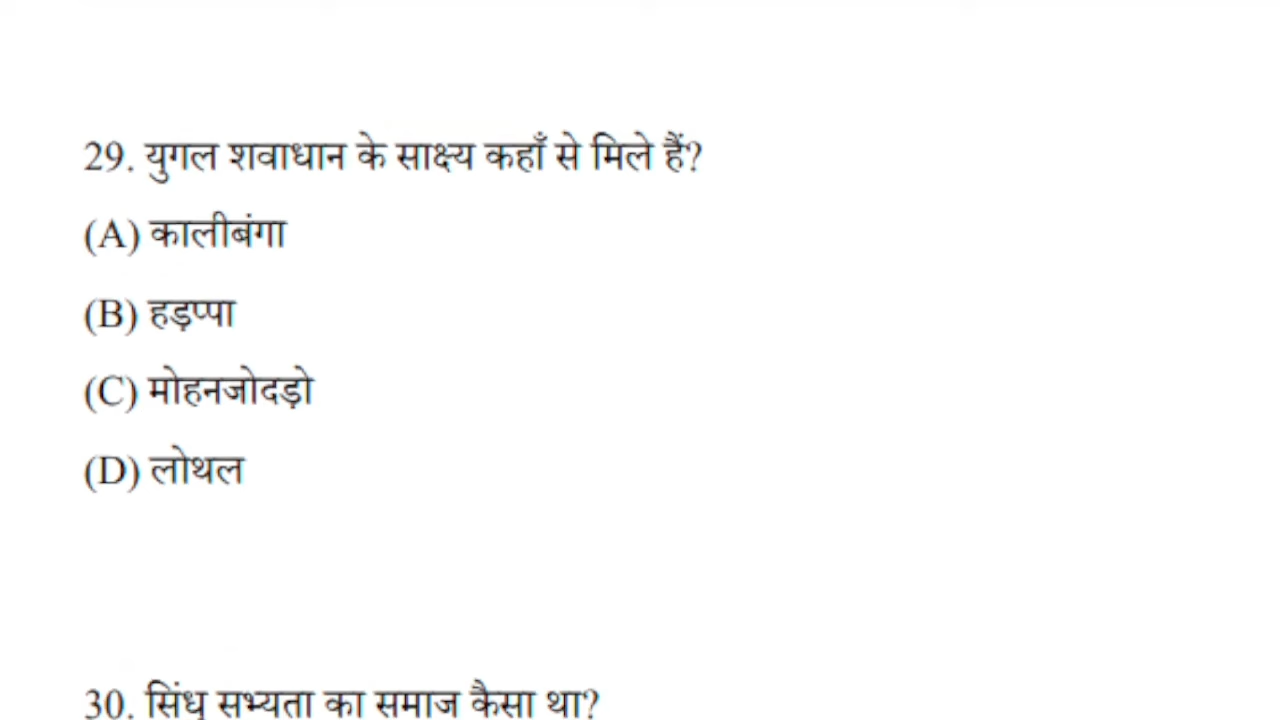 29. युगल शवाधान के साक्ष्य कहाँ से मिले हैं?
(A) कालीबंगा
(B) हड़प्पा
(C) मोहनजोदड़ो
(D) लोथल
30. सिंधु सभ्यता का समाज कैसा था?